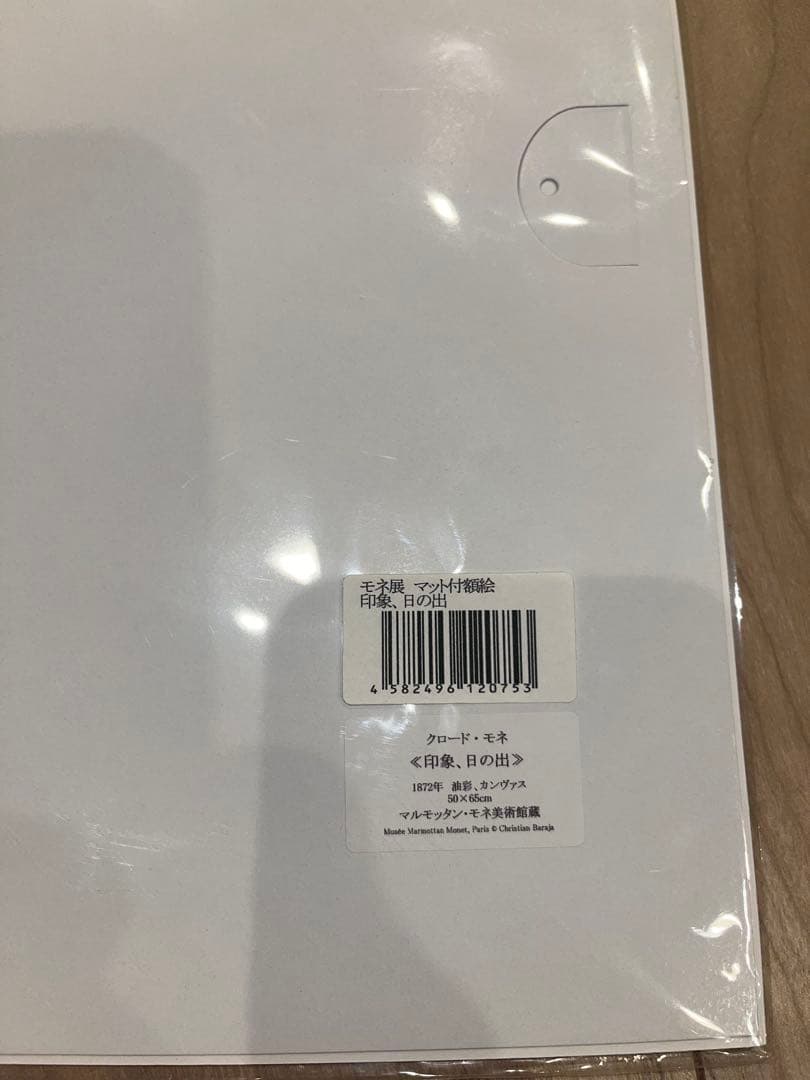 モネ展 マット付額絵
印象、日の出
4 582496 120753
クロード・モネ
≪印象、日の出≫
1872年 油彩、カンヴァス
50×65cm
マルモッタン・モネ美術館蔵
Musée Marmottan Monet, Paris © Christian Baraja